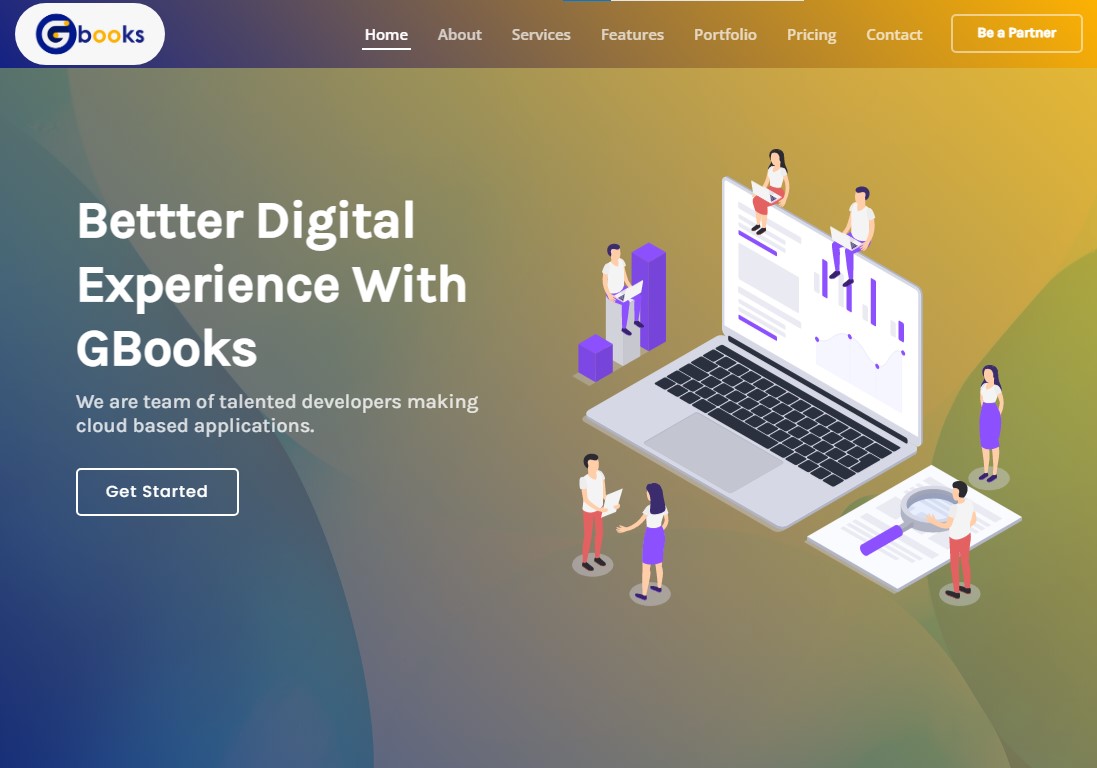 Gbooks
Home About Services Features Portfolio Pricing Contact Be a Partner
Bettter Digital
Experience With
GBooks
We are team of talented developers making
cloud based applications.
Get Started